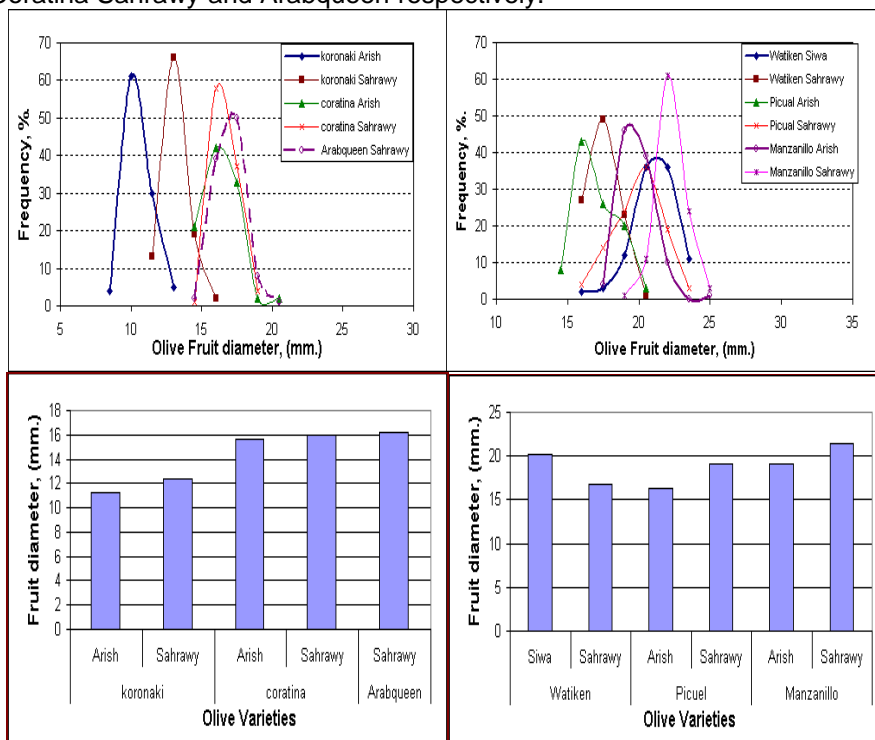 Coratina Sahrawy and Arabqueen respectively.
70
60
50
40
30
20
10
0
Frequency, %.
5 10 15 20 25 30
Olive Fruit diameter, (mm.)
koronaki Arish
koronaki Sahrawy
coratina Arish
coratina Sahrawy
Arabqueen Sahrawy
70
60
50
40
30
20
10
0
Frequency, %.
10 15 20 25 30 35
Olive Fruit diameter, (mm.)
Watiken Siwa
Watiken Sahrawy
Picual Arish
Picual Sahrawy
Manzanillo Arish
Manzanillo Sahrawy
18
16
14
12
10
8
6
4
2
0
Fruit diameter, (mm.)
Arish Sahrawy Arish Sahrawy Sahrawy
koronaki coratina Arabqueen
Olive Varieties
25
20
15
10
5
0
Fruit diameter, (mm.)
Siwa Sahrawy Arish Sahrawy Arish Sahrawy
Watiken Picuel Manzanillo
Olive Varieties